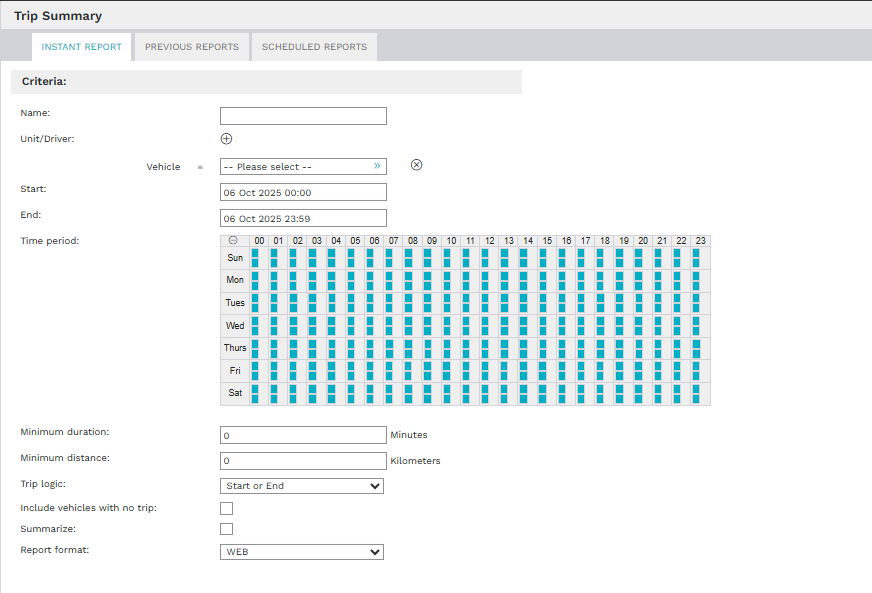 Trip Summary
INSTANT REPORT PREVIOUS REPORTS SCHEDULED REPORTS
Criteria:
Name:
Unit/Driver:
Vehicle = -- Please select -- »
Start: 06 Oct 2025 00:00
End: 06 Oct 2025 23:59
Time period: 00 01 02 03 04 05 06 07 08 09 10 11 12 13 14 15 16 17 18 19 20 21 22 23
Sun
Mon
Tues
Wed
Thurs
Fri
Sat
Minimum duration: 0 Minutes
Minimum distance: 0 Kilometers
Trip logic: Start or End
Include vehicles with no trip:
Summarize:
Report format: WEB